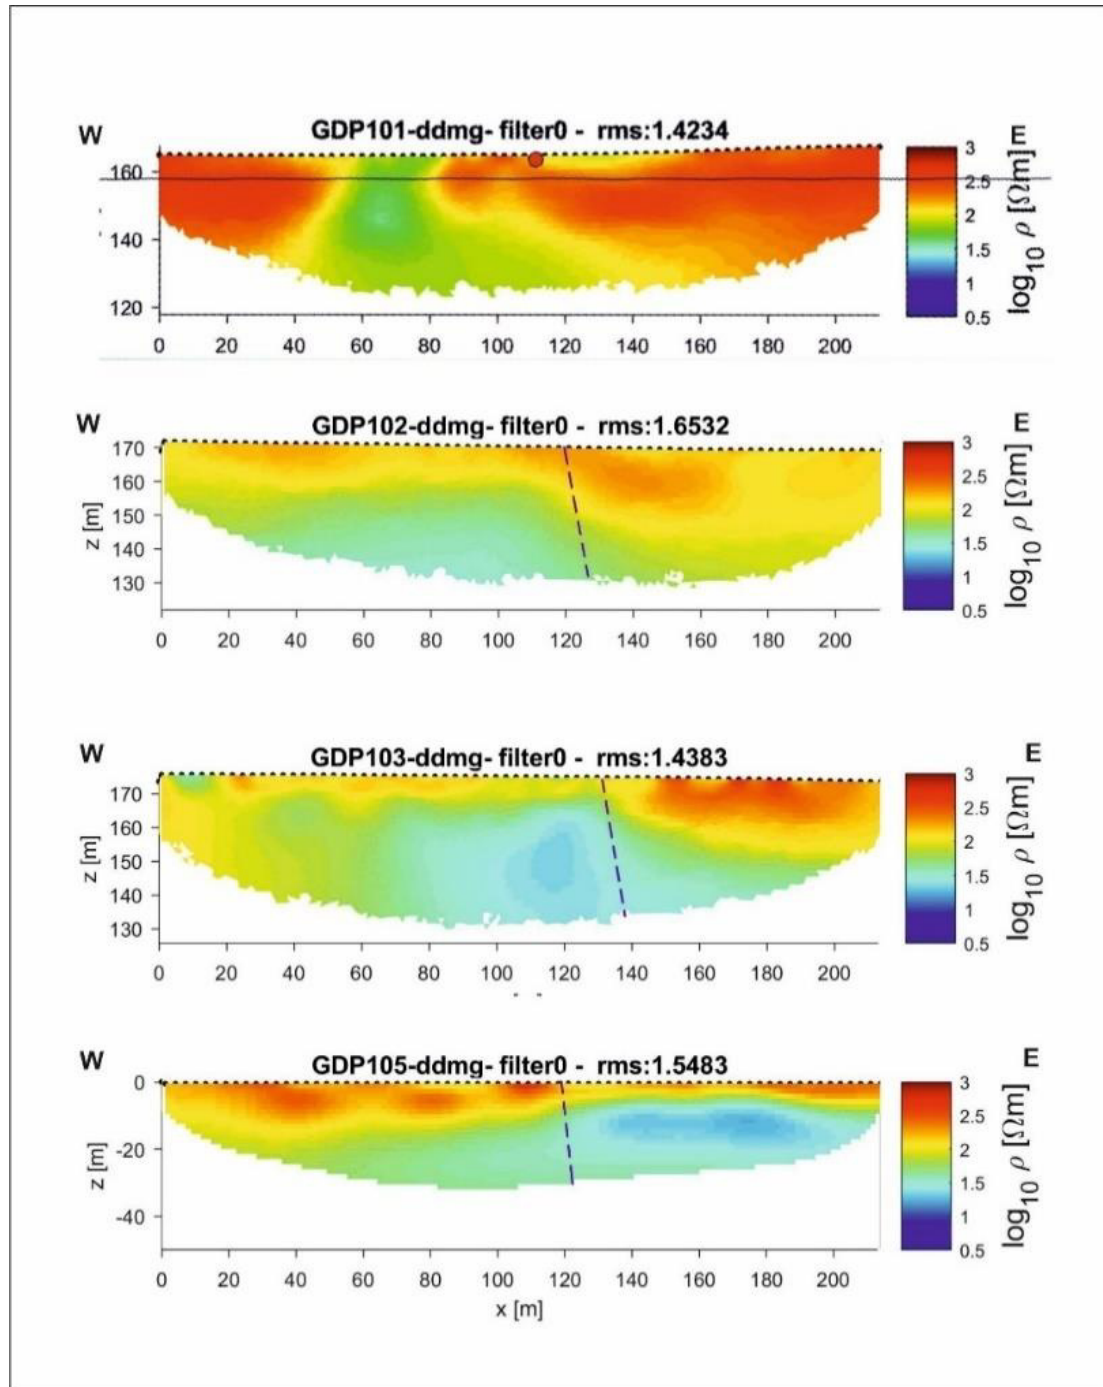 GDP101-ddmg- filter0 - rms:1.4234
W
E
160
140
120
0 20 40 60 80 100 120 140 160 180 200
3
2.5
2
1.5
1
0.5
log10 ρ [Ωm]
GDP102-ddmg- filter0 - rms:1.6532
W
E
170
160
150
140
130
z [m]
0 20 40 60 80 100 120 140 160 180 200
3
2.5
2
1.5
1
0.5
log10 ρ [Ωm]
GDP103-ddmg- filter0 - rms:1.4383
W
E
170
160
150
140
130
z [m]
0 20 40 60 80 100 120 140 160 180 200
3
2.5
2
1.5
1
0.5
log10 ρ [Ωm]
GDP105-ddmg- filter0 - rms:1.5483
W
E
0
-20
-40
z [m]
0 20 40 60 80 100 120 140 160 180 200
x [m]
3
2.5
2
1.5
1
0.5
log10 ρ [Ωm]